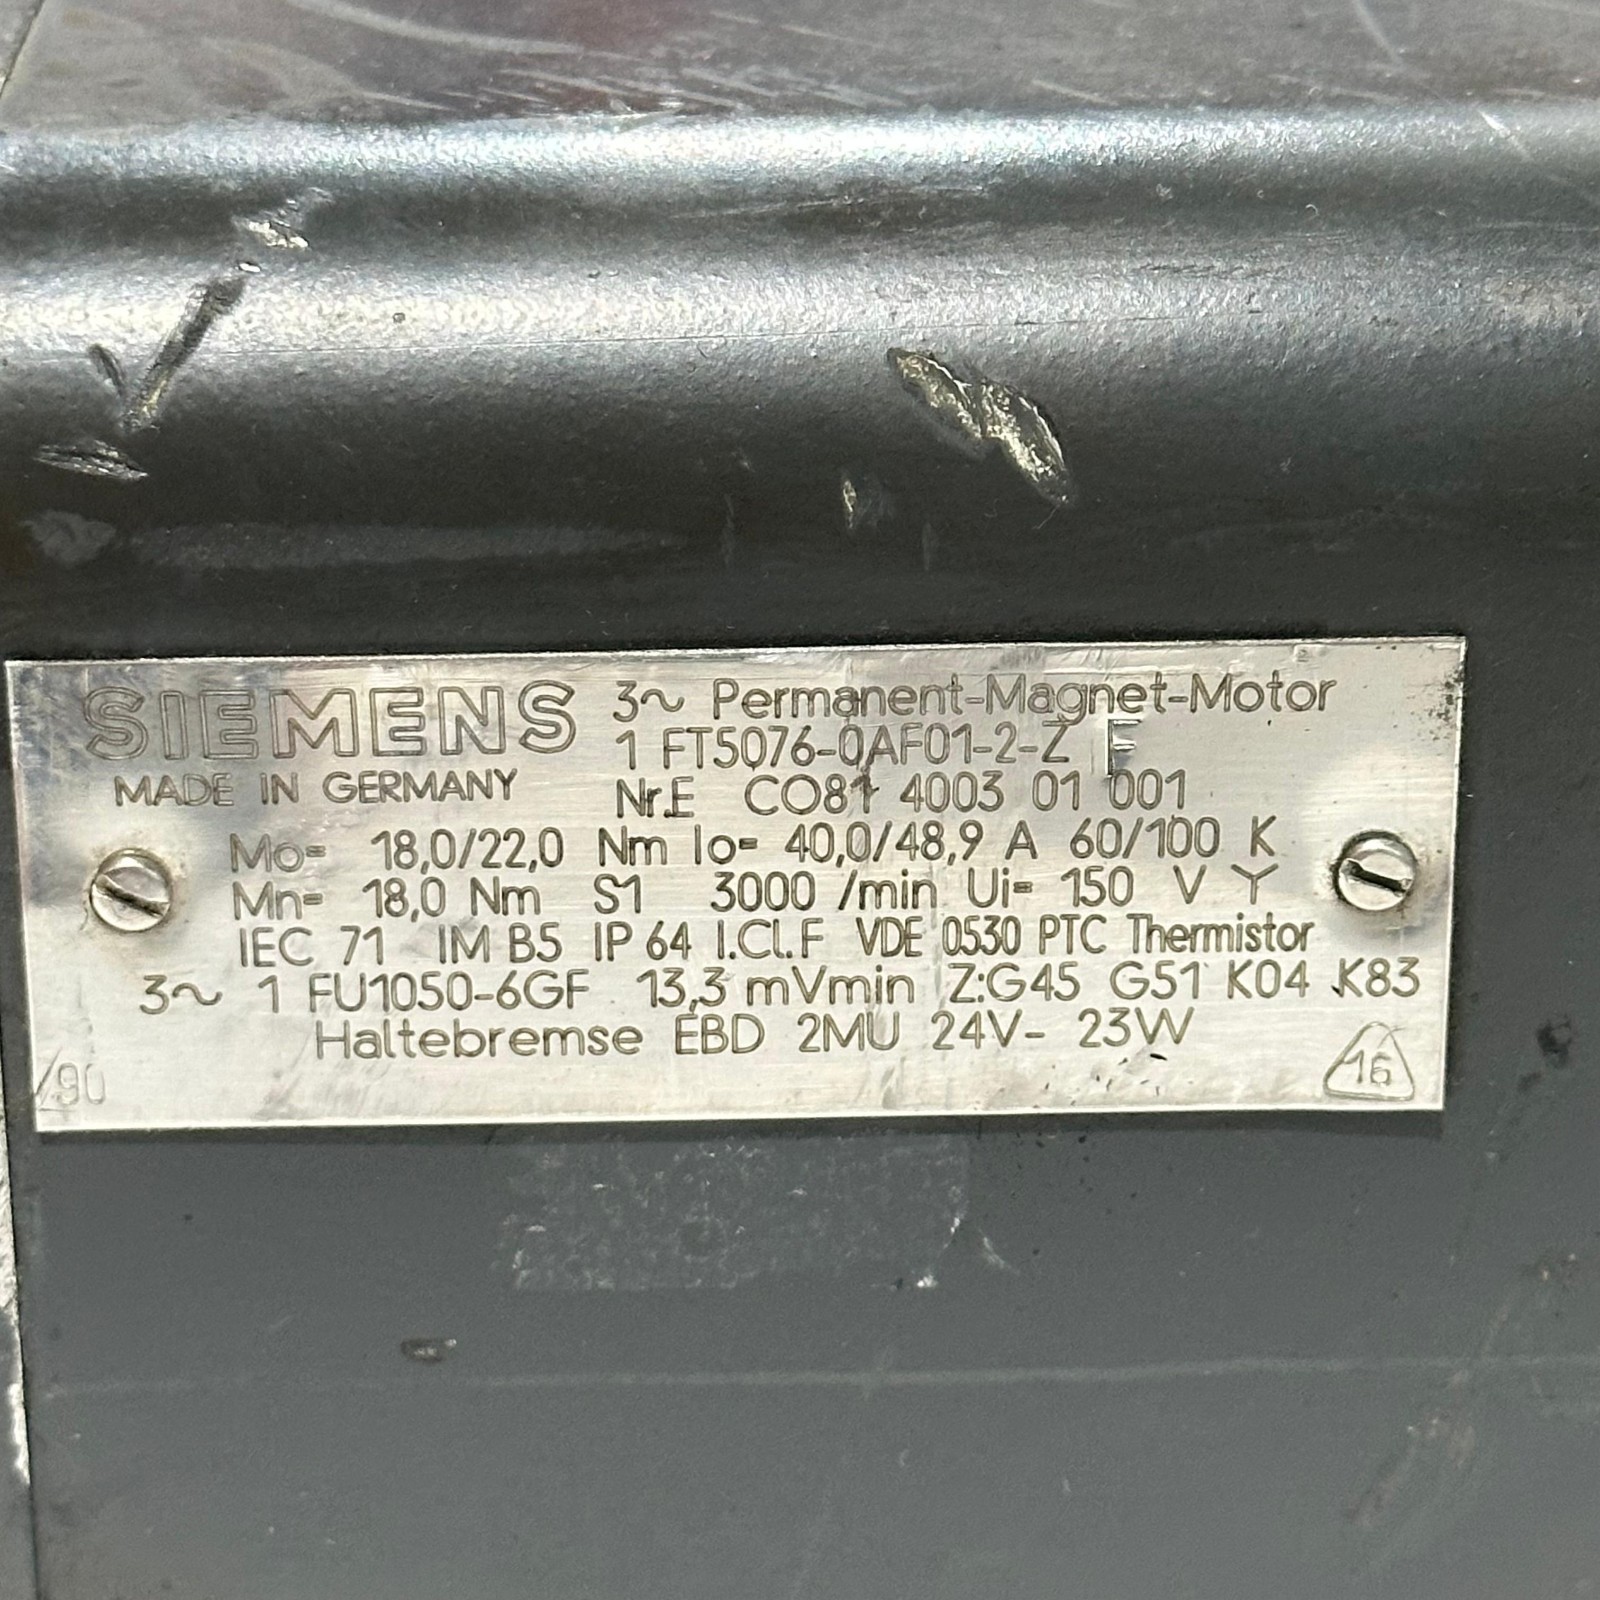 SIEMENS 3~ Permanent-Magnet-Motor
1 FT5076-0AF01-2-Z F
MADE IN GERMANY Nr.E CO81 4003 01 001
Mo= 18,0/22,0 Nm Io= 40,0/48,9 A 60/100 K
Mn= 18,0 Nm S1 3000 /min Ui= 150 V Y
IEC 71 IM B5 IP 64 I.Cl.F VDE 0530 PTC Thermistor
3~ 1 FU1050-6GF 13,3 mVmin Z:G45 G51 K04 K83
Haltebremse EBD 2MU 24V- 23W
/90 16